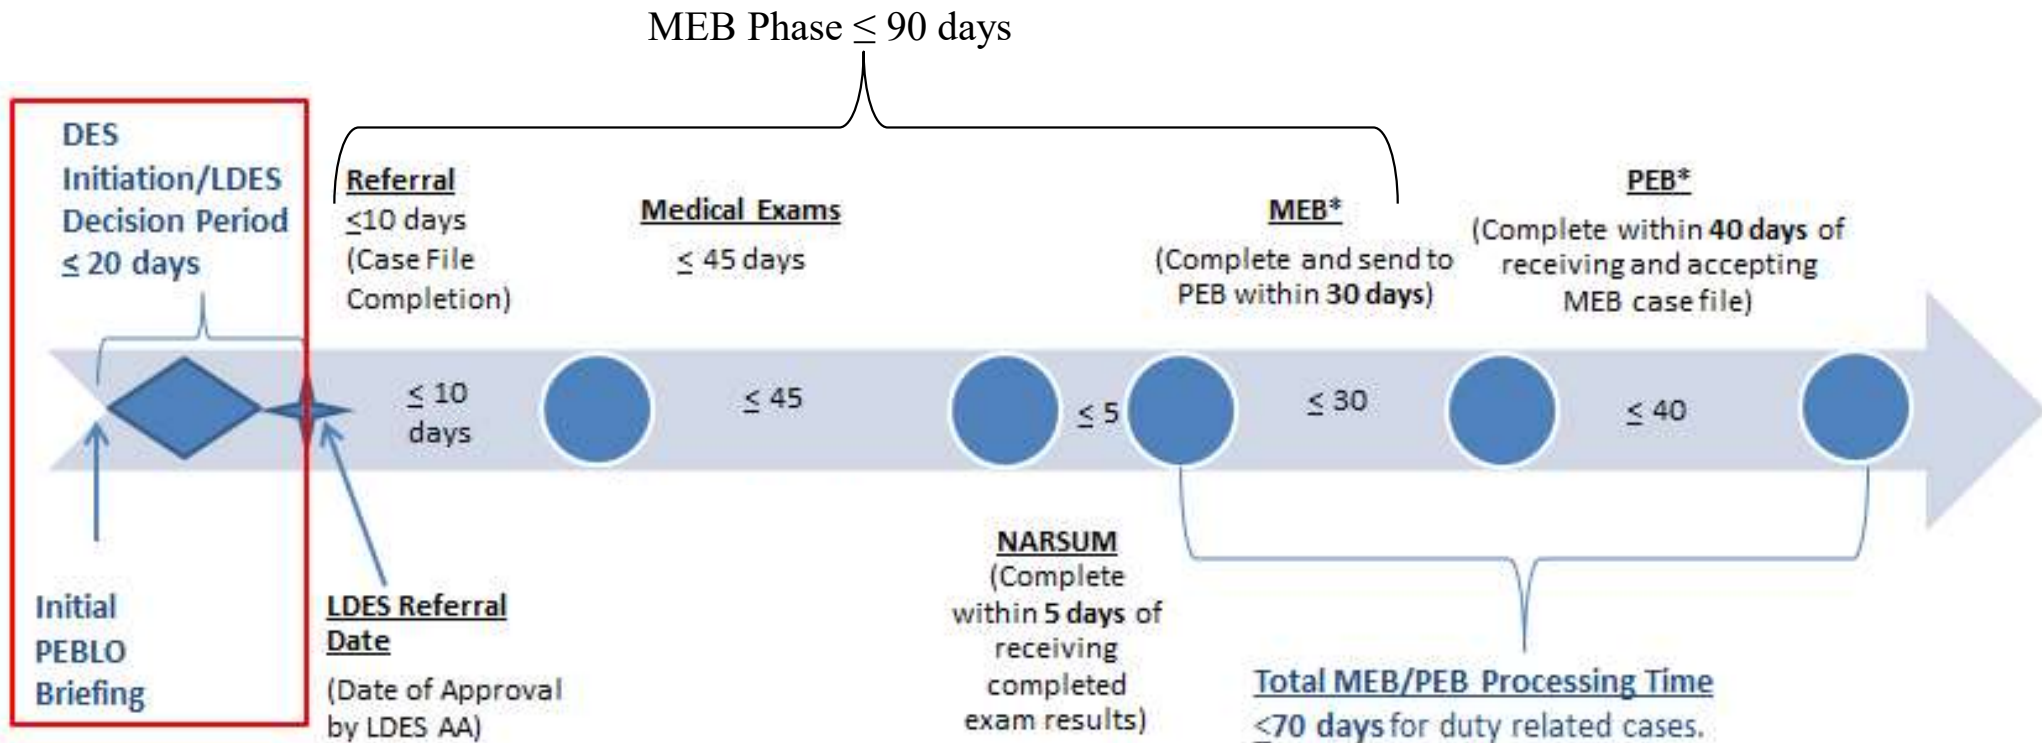 MEB Phase ≤ 90 days
DES
Initiation/LDES
Decision Period
≤ 20 days
Referral
≤10 days
(Case File
Completion)
Medical Exams
≤ 45 days
MEB*
(Complete and send to
PEB within 30 days)
PEB*
(Complete within 40 days of
receiving and accepting
MEB case file)
≤ 10
days
≤ 45
≤ 5
≤ 30
≤ 40
Initial
PEBLO
Briefing
LDES Referral
Date
(Date of Approval
by LDES AA)
NARSUM
(Complete
within 5 days of
receiving
completed
exam results)
Total MEB/PEB Processing Time
≤70 days for duty related cases.